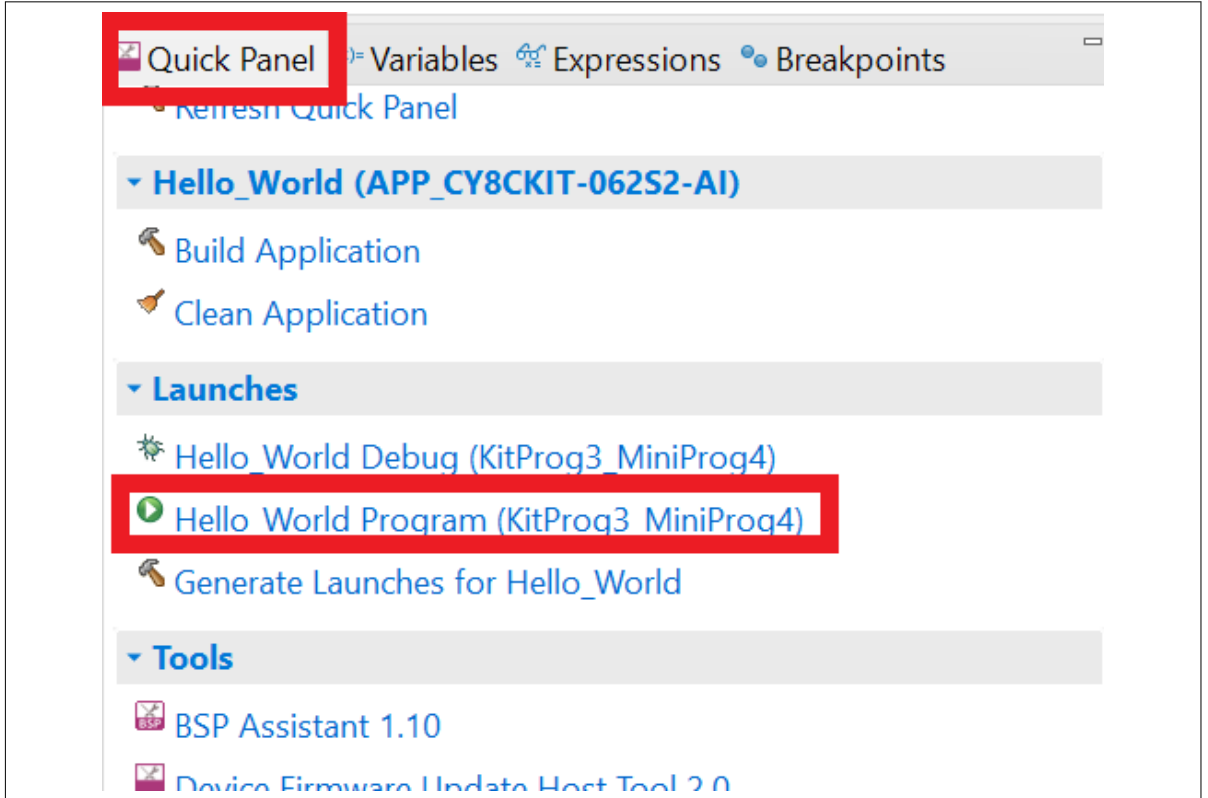 Quick Panel (x)= Variables Expressions Breakpoints
Refresh Quick Panel
Hello_World (APP_CY8CKIT-062S2-AI)
Build Application
Clean Application
Launches
Hello_World Debug (KitProg3_MiniProg4)
Hello_World Program (KitProg3_MiniProg4)
Generate Launches for Hello_World
Tools
BSP BSP Assistant 1.10
Device Firmware Update Host Tool 2.0